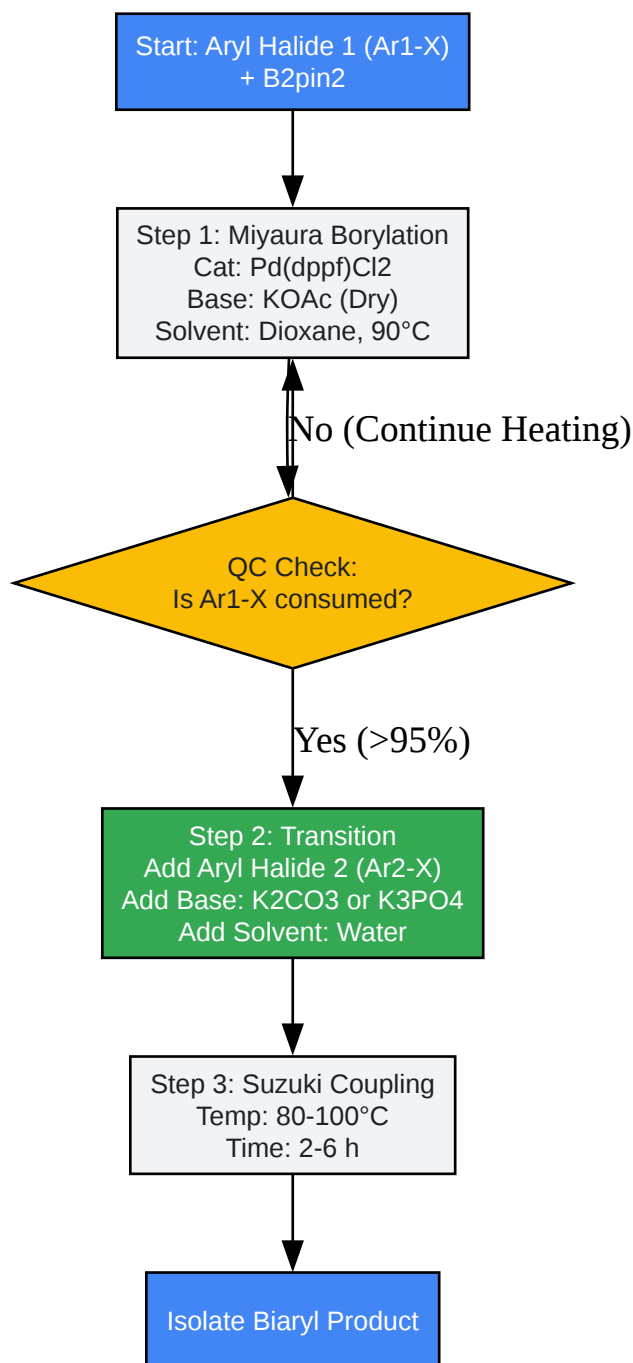 Start: Aryl Halide 1 (Ar1-X)
+ B2pin2
Step 1: Miyaura Borylation
Cat: Pd(dppf)Cl2
Base: KOAc (Dry)
Solvent: Dioxane, 90°C
No (Continue Heating)
QC Check:
Is Ar1-X consumed?
Yes (>95%)
Step 2: Transition
Add Aryl Halide 2 (Ar2-X)
Add Base: K2CO3 or K3PO4
Add Solvent: Water
Step 3: Suzuki Coupling
Temp: 80-100°C
Time: 2-6 h
Isolate Biaryl Product